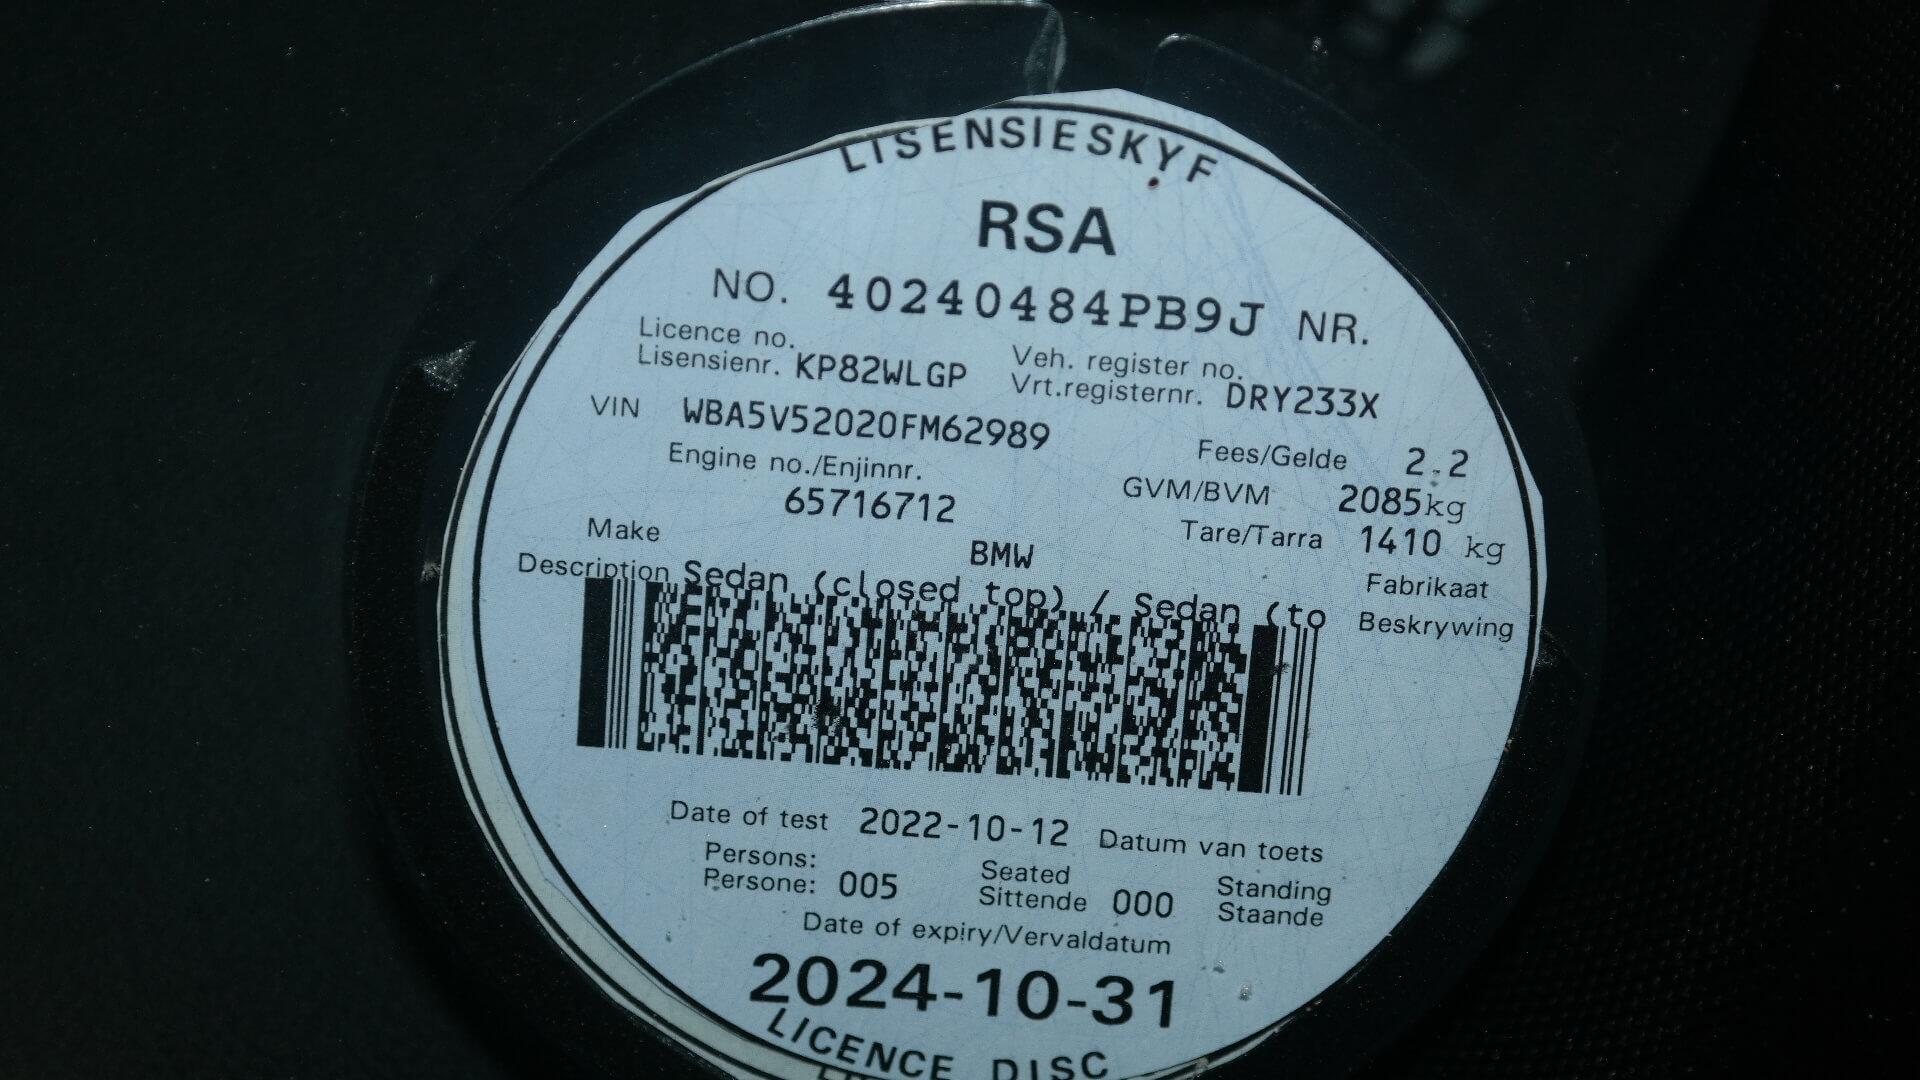 LISENSIESKYF
RSA
NO. 40240484PB9J NR.
Licence no.
Lisensienr. KP82WLGP
Veh. register no.
Vrt.registernr. DRY233X
VIN WBA5V52020FM62989
Fees/Gelde 2.2
Engine no./Enjinnr.
65716712
GVM/BVM 2085kg
Tare/Tarra 1410 kg
Make BMW Fabrikaat
Description Sedan (closed top) / Sedan (to Beskrywing
Date of test 2022-10-12 Datum van toets
Persons:
Persone: 005
Seated
Sittende 000
Standing
Staande
Date of expiry/Vervaldatum
2024-10-31
LICENCE DISC